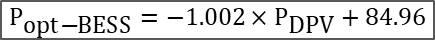 P_opt−BESS = −1.002 × P_DPV + 84.96